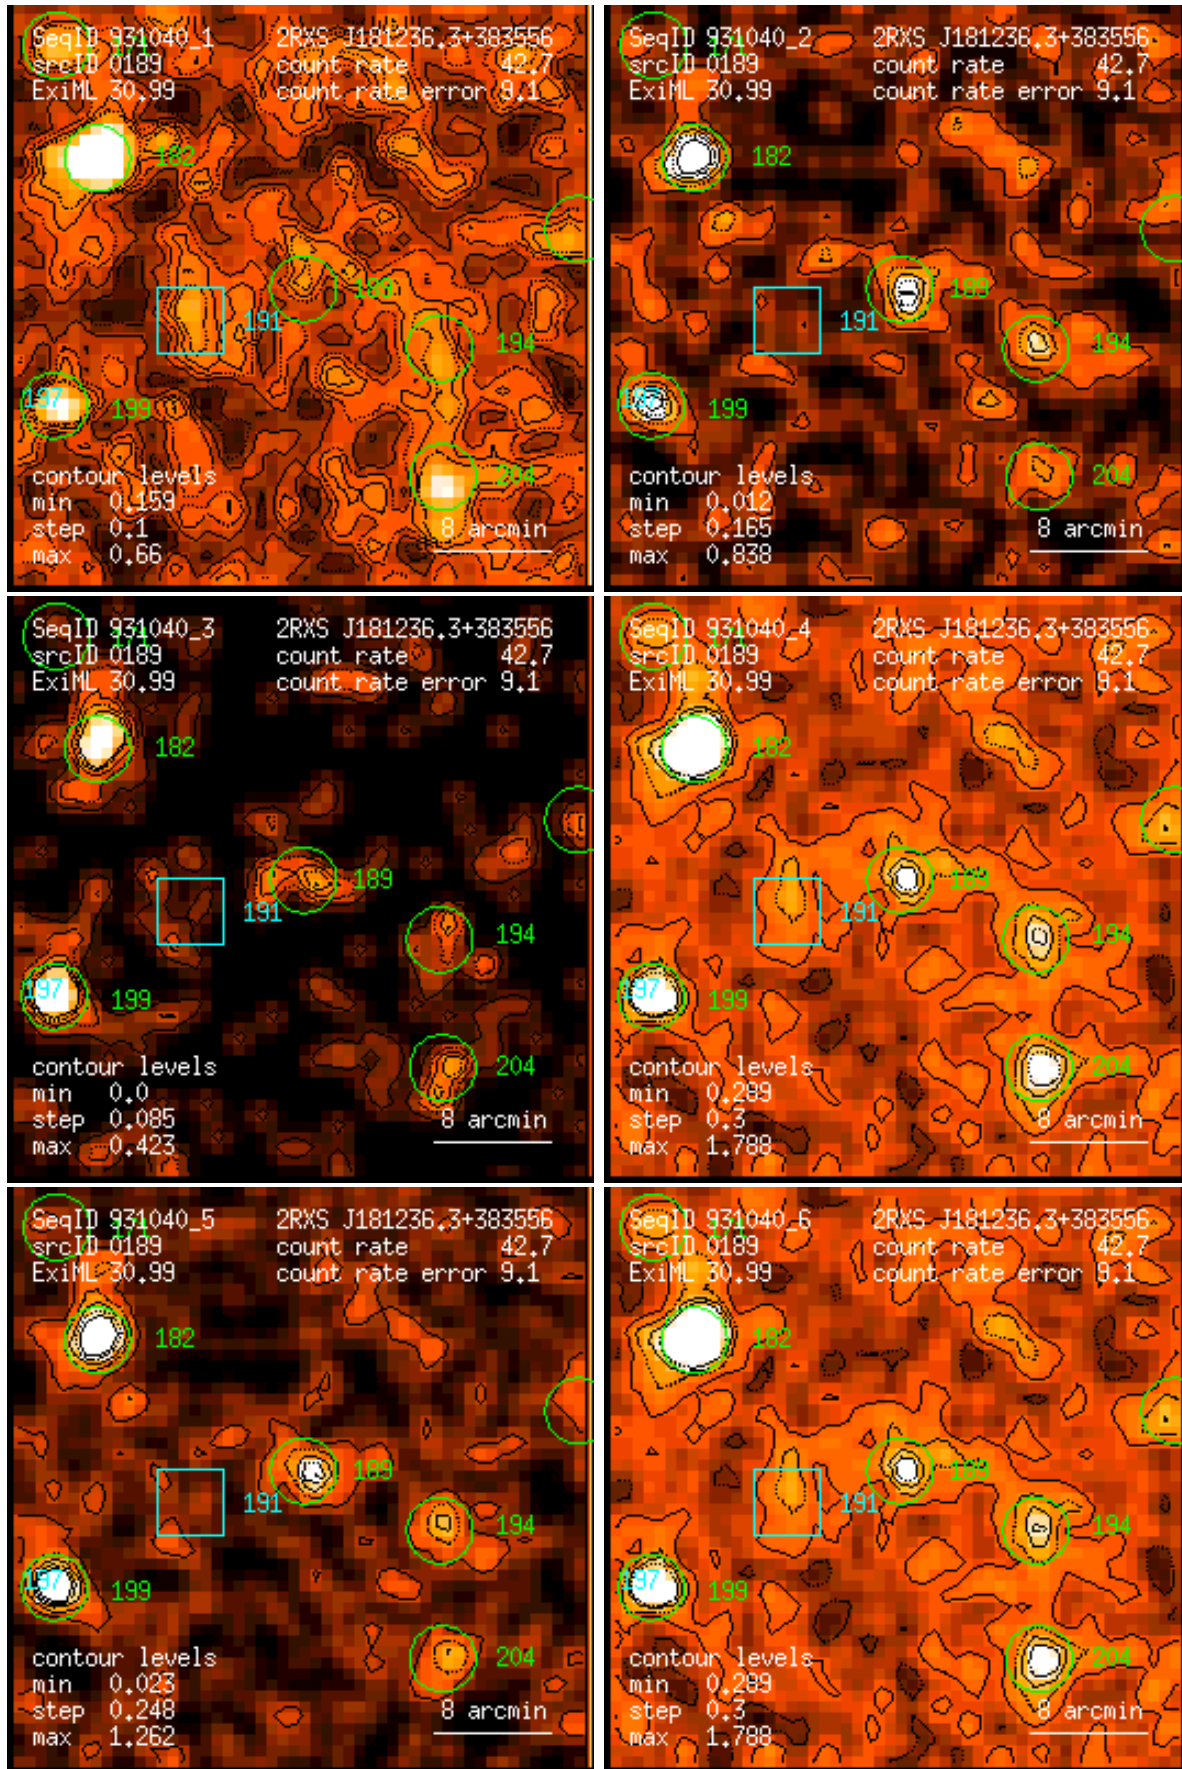 SeqID 931040_1 2RXS J181236.3+383556
srcID 0189 count rate 42.7
ExiML 30.99 count rate error 9.1
182
189
191
194
197
199
204
contour levels
min 0.159
step 0.1
max 0.66
8 arcmin
SeqID 931040_2 2RXS J181236.3+383556
srcID 0189 count rate 42.7
ExiML 30.99 count rate error 9.1
182
189
191
194
197
199
204
contour levels
min 0.012
step 0.165
max 0.838
8 arcmin
SeqID 931040_3 2RXS J181236.3+383556
srcID 0189 count rate 42.7
ExiML 30.99 count rate error 9.1
182
189
191
194
197
199
204
contour levels
min 0.0
step 0.085
max 0.423
8 arcmin
SeqID 931040_4 2RXS J181236.3+383556
srcID 0189 count rate 42.7
ExiML 30.99 count rate error 9.1
182
189
191
194
197
199
204
contour levels
min 0.289
step 0.3
max 1.788
8 arcmin
SeqID 931040_5 2RXS J181236.3+383556
srcID 0189 count rate 42.7
ExiML 30.99 count rate error 9.1
182
189
191
194
197
199
204
contour levels
min 0.023
step 0.248
max 1.262
8 arcmin
SeqID 931040_6 2RXS J181236.3+383556
srcID 0189 count rate 42.7
ExiML 30.99 count rate error 9.1
182
189
191
194
197
199
204
contour levels
min 0.289
step 0.3
max 1.788
8 arcmin